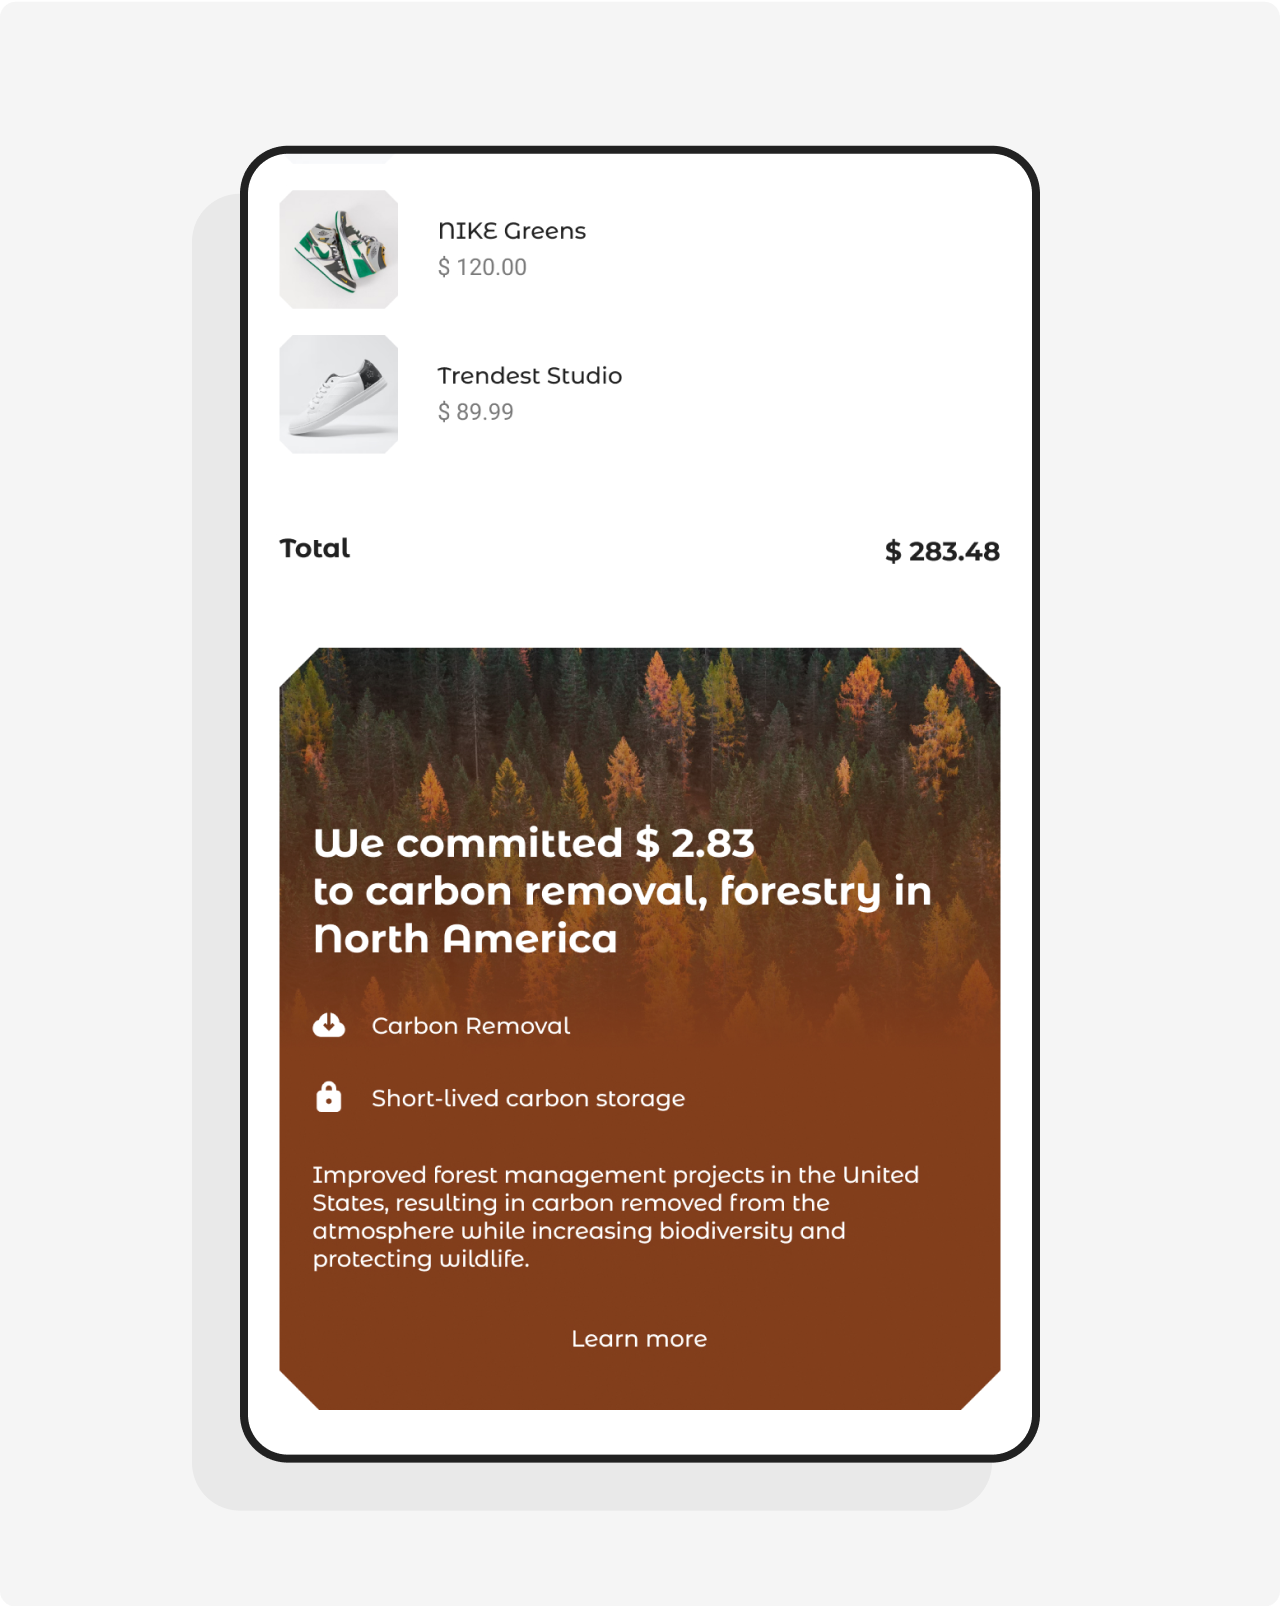 NIKE Greens
$ 120.00
Trendest Studio
$ 89.99
Total
$ 283.48
We committed $ 2.83
to carbon removal, forestry in
North America
Carbon Removal
Short-lived carbon storage
Improved forest management projects in the United
States, resulting in carbon removed from the
atmosphere while increasing biodiversity and
protecting wildlife.
Learn more